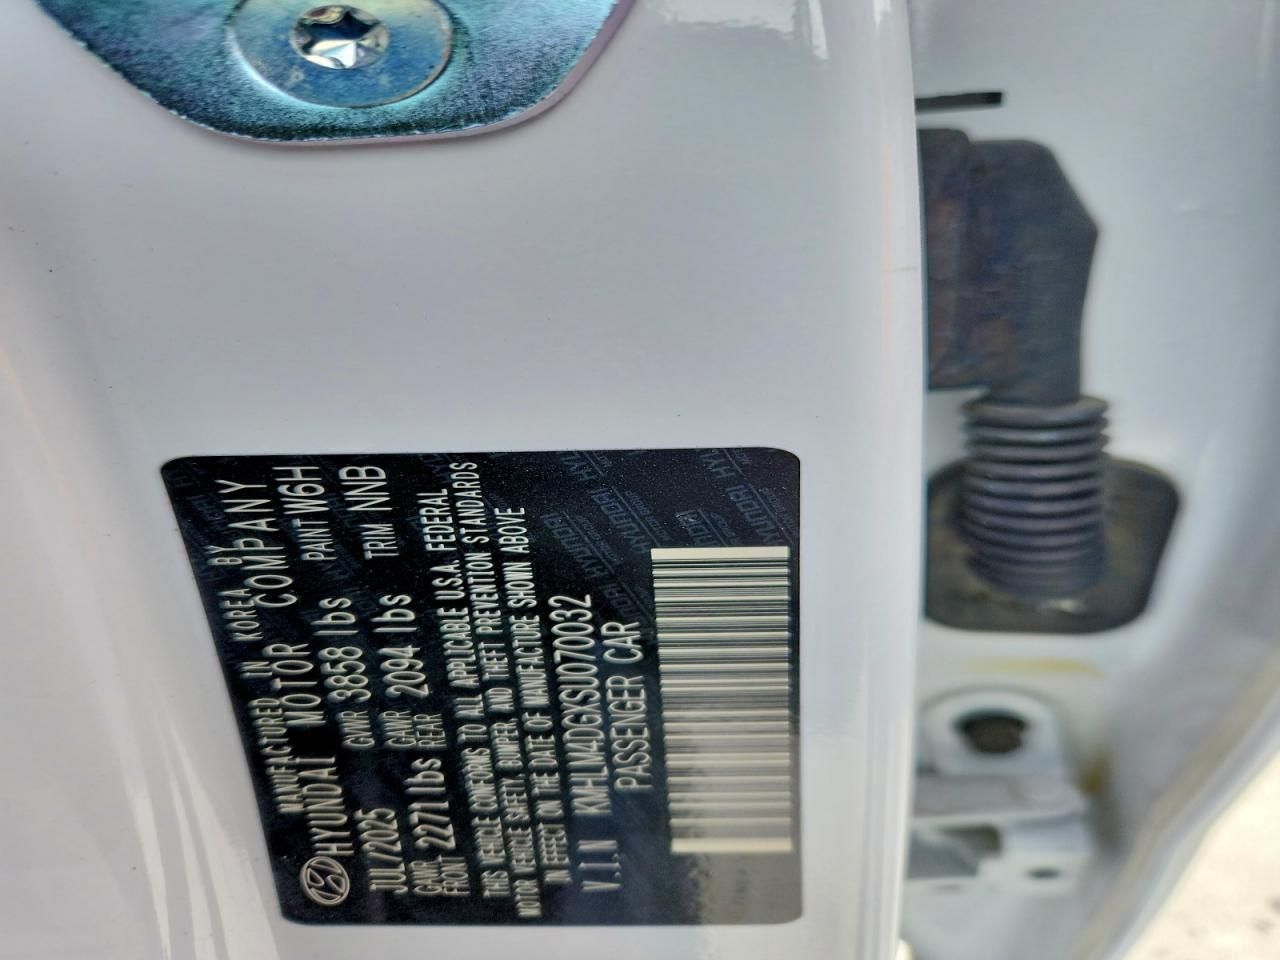 MANUFACTURED IN KOREA BY
HYUNDAI MOTOR COMPANY
JUL/2025 GVWR 3858 lbs PAINT W6H
GAWR FRONT 2271 lbs GAWR REAR 2094 lbs TRIM NNB
THIS VEHICLE CONFORMS TO ALL APPLICABLE U.S.A. FEDERAL
MOTOR VEHICLE SAFETY, BUMPER, AND THEFT PREVENTION STANDARDS
IN EFFECT ON THE DATE OF MANUFACTURE SHOWN ABOVE
V.I.N KMHLM4DGXSU070032
PASSENGER CAR